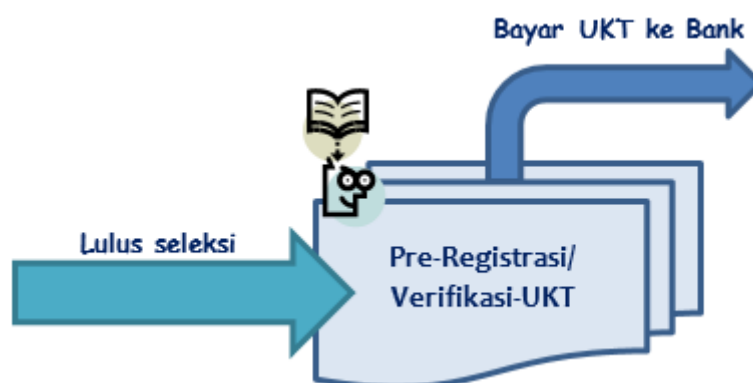 Bayar UKT ke Bank
Lulus seleksi
Pre-Registrasi/
Verifikasi-UKT